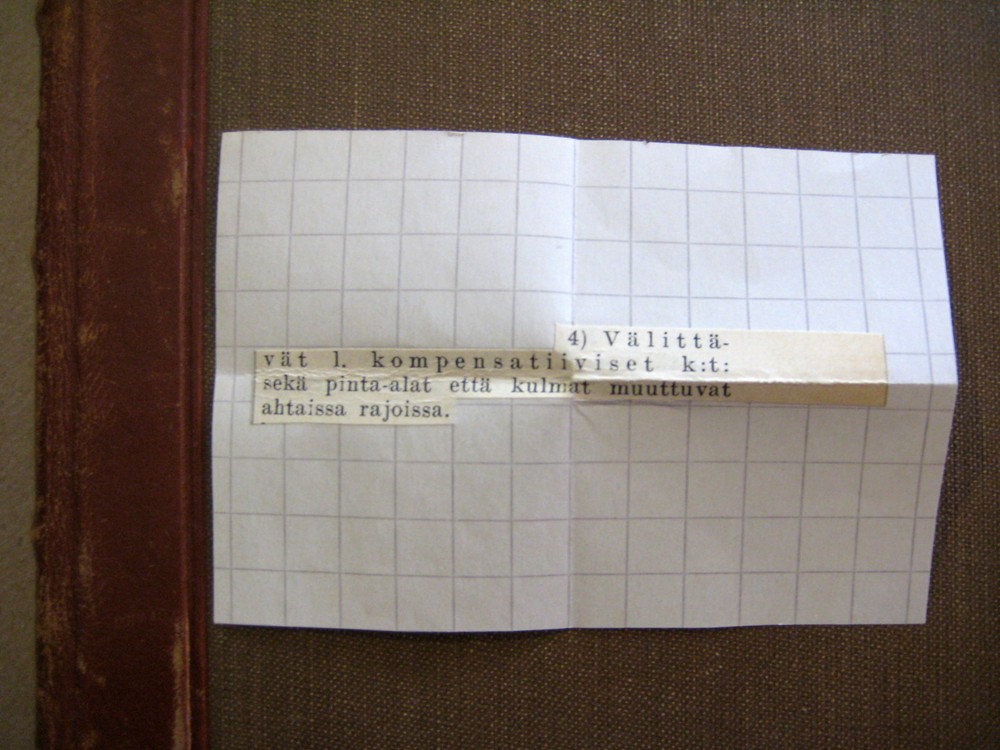 4) Välittä-
vät l. kompensatiiviset k:t:
sekä pinta-alat että kulmat muuttuvat
ahtaissa rajoissa.